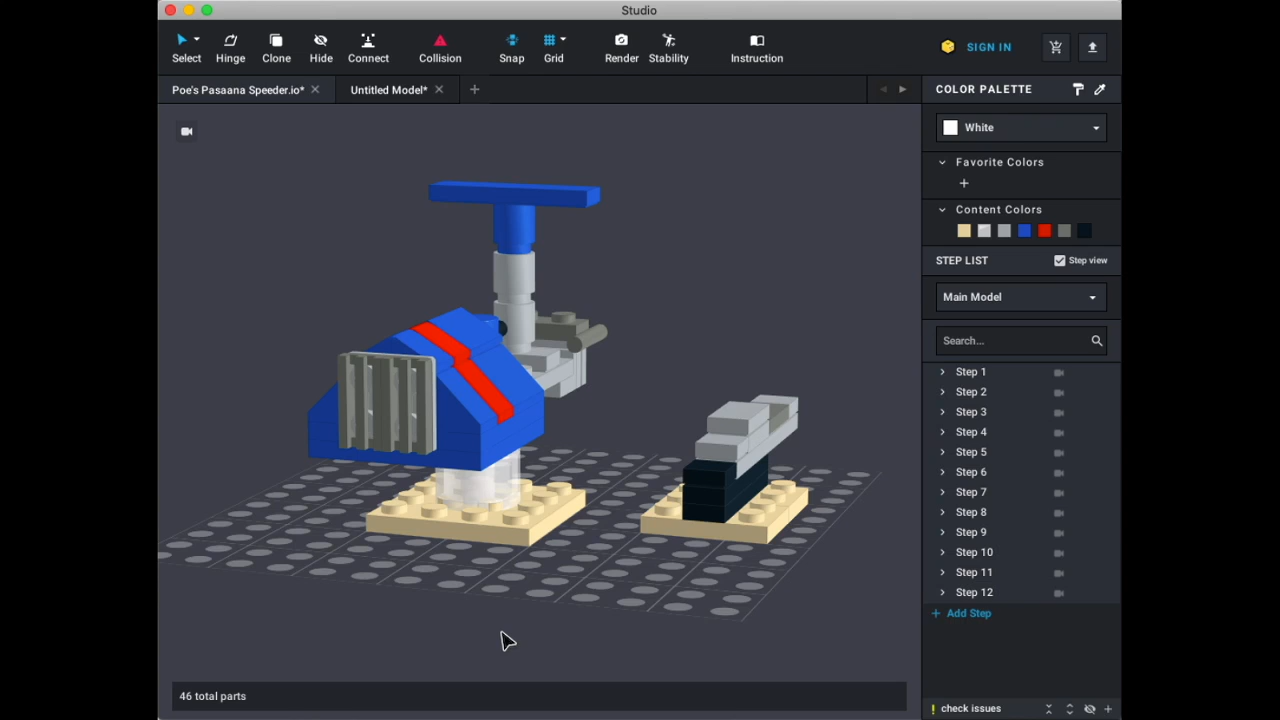 Studio
Select
Hinge
Clone
Hide
Connect
Collision
Snap
Grid
Render
Stability
Instruction
SIGN IN
Poe's Pasaana Speeder.io*
Untitled Model*
COLOR PALETTE
White
Favorite Colors
Content Colors
STEP LIST
Step view
Main Model
Search...
Step 1
Step 2
Step 3
Step 4
Step 5
Step 6
Step 7
Step 8
Step 9
Step 10
Step 11
Step 12
+ Add Step
46 total parts
! check issues